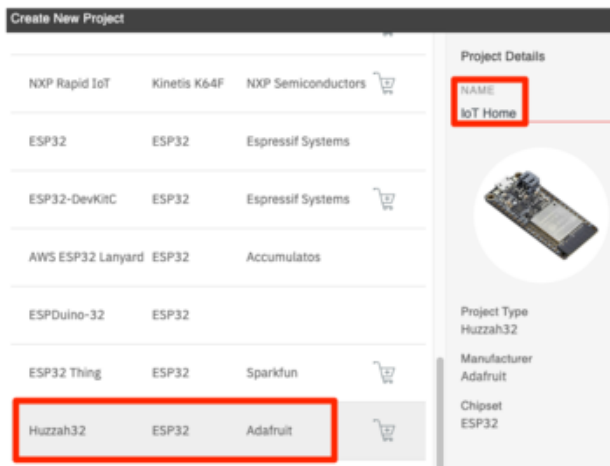 Create New Project
NXP Rapid IoT Kinetis K64F NXP Semiconductors
ESP32 ESP32 Espressif Systems
ESP32-DevKitC ESP32 Espressif Systems
AWS ESP32 Lanyard ESP32 Accumulatos
ESPDuino-32 ESP32
ESP32 Thing ESP32 Sparkfun
Huzzah32 ESP32 Adafruit
Project Details
NAME
IoT Home
Project Type
Huzzah32
Manufacturer
Adafruit
Chipset
ESP32